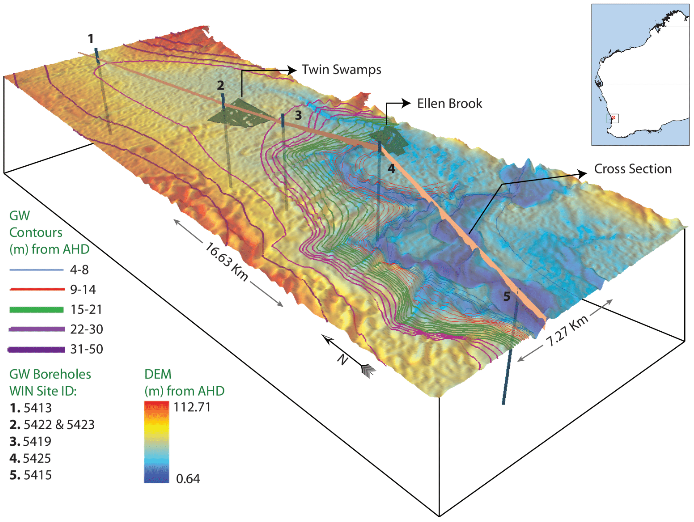 1
Twin Swamps
2
Ellen Brook
3
4
Cross Section
GW
Contours
(m) from AHD
4-8
9-14
15-21
22-30
31-50
16.63 Km
5
7.27 Km
N
GW Boreholes
WIN Site ID:
1. 5413
2. 5422 & 5423
3. 5419
4. 5425
5. 5415
DEM
(m) from AHD
112.71
0.64